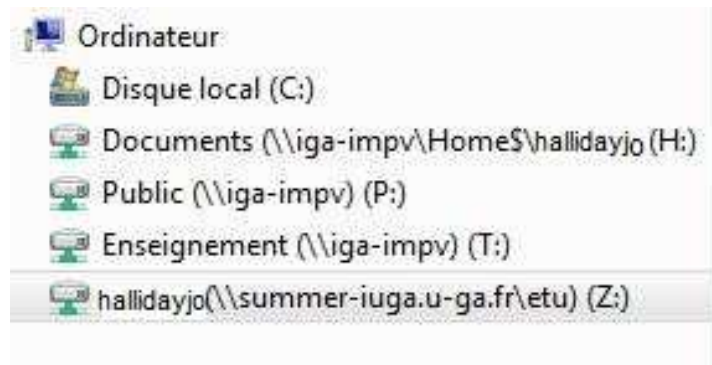 Ordinateur
Disque local (C:)
Documents (\\iga-impv\Home$\hallidayjo (H:)
Public (\\iga-impv) (P:)
Enseignement (\\iga-impv) (T:)
hallidayjo(\\summer-iuga.u-ga.fr\etu) (Z:)